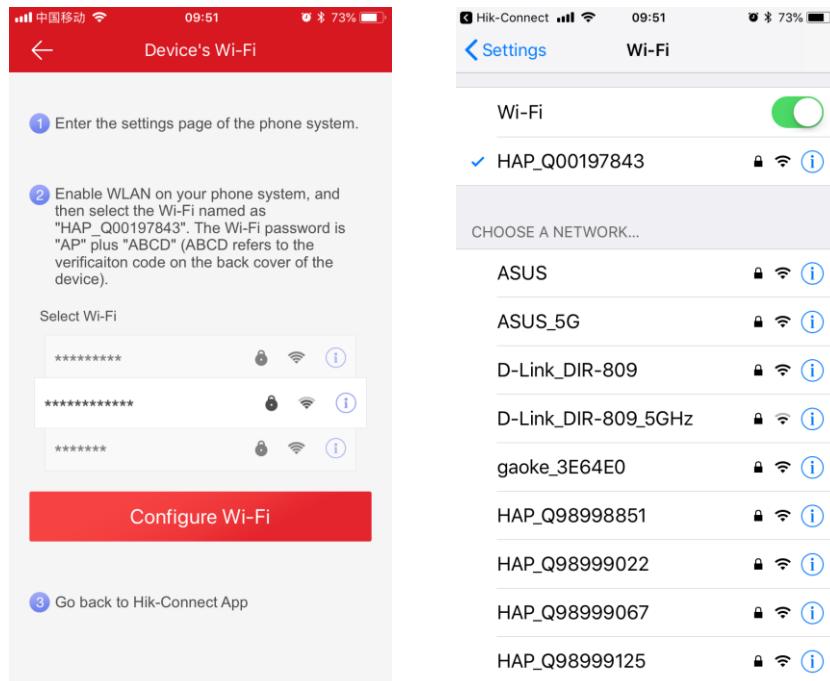 中国移动 09:51 73%
Device's Wi-Fi
1 Enter the settings page of the phone system.
2 Enable WLAN on your phone system, and
then select the Wi-Fi named as
"HAP_Q00197843". The Wi-Fi password is
"AP" plus "ABCD" (ABCD refers to the
verificaiton code on the back cover of the
device).
Select Wi-Fi
*********
************
*******
Configure Wi-Fi
3 Go back to Hik-Connect App
Hik-Connect 09:51 73%
Settings Wi-Fi
Wi-Fi
HAP_Q00197843
CHOOSE A NETWORK...
ASUS
ASUS_5G
D-Link_DIR-809
D-Link_DIR-809_5GHz
gaoke_3E64E0
HAP_Q98998851
HAP_Q98999022
HAP_Q98999067
HAP_Q98999125